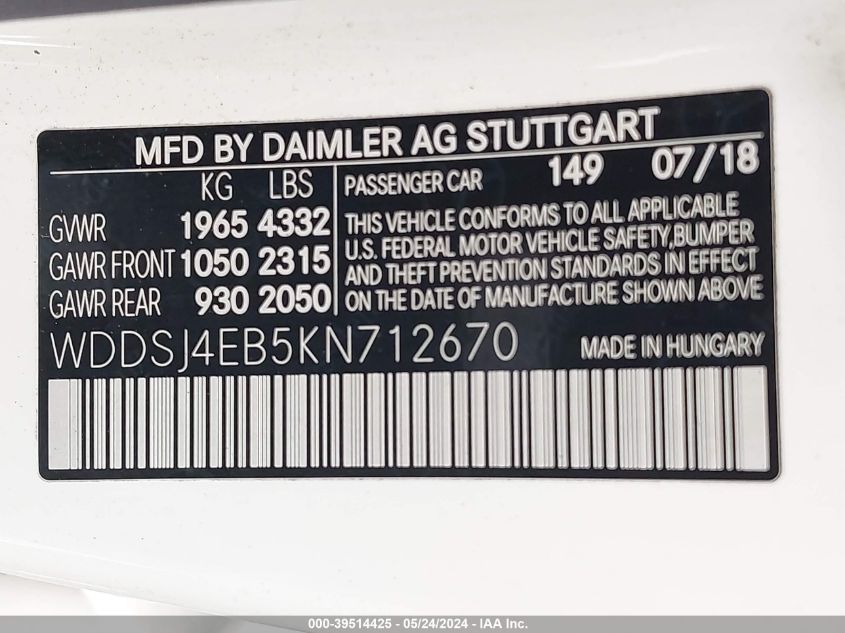 MFD BY DAIMLER AG STUTTGART
KG LBS
GVWR 1965 4332
GAWR FRONT 1050 2315
GAWR REAR 930 2050
PASSENGER CAR 149 07/18
THIS VEHICLE CONFORMS TO ALL APPLICABLE
U.S. FEDERAL MOTOR VEHICLE SAFETY,BUMPER
AND THEFT PREVENTION STANDARDS IN EFFECT
ON THE DATE OF MANUFACTURE SHOWN ABOVE
WDDSJ4EB5KN712670 MADE IN HUNGARY
000-39514425 - 05/24/2024 - IAA Inc.